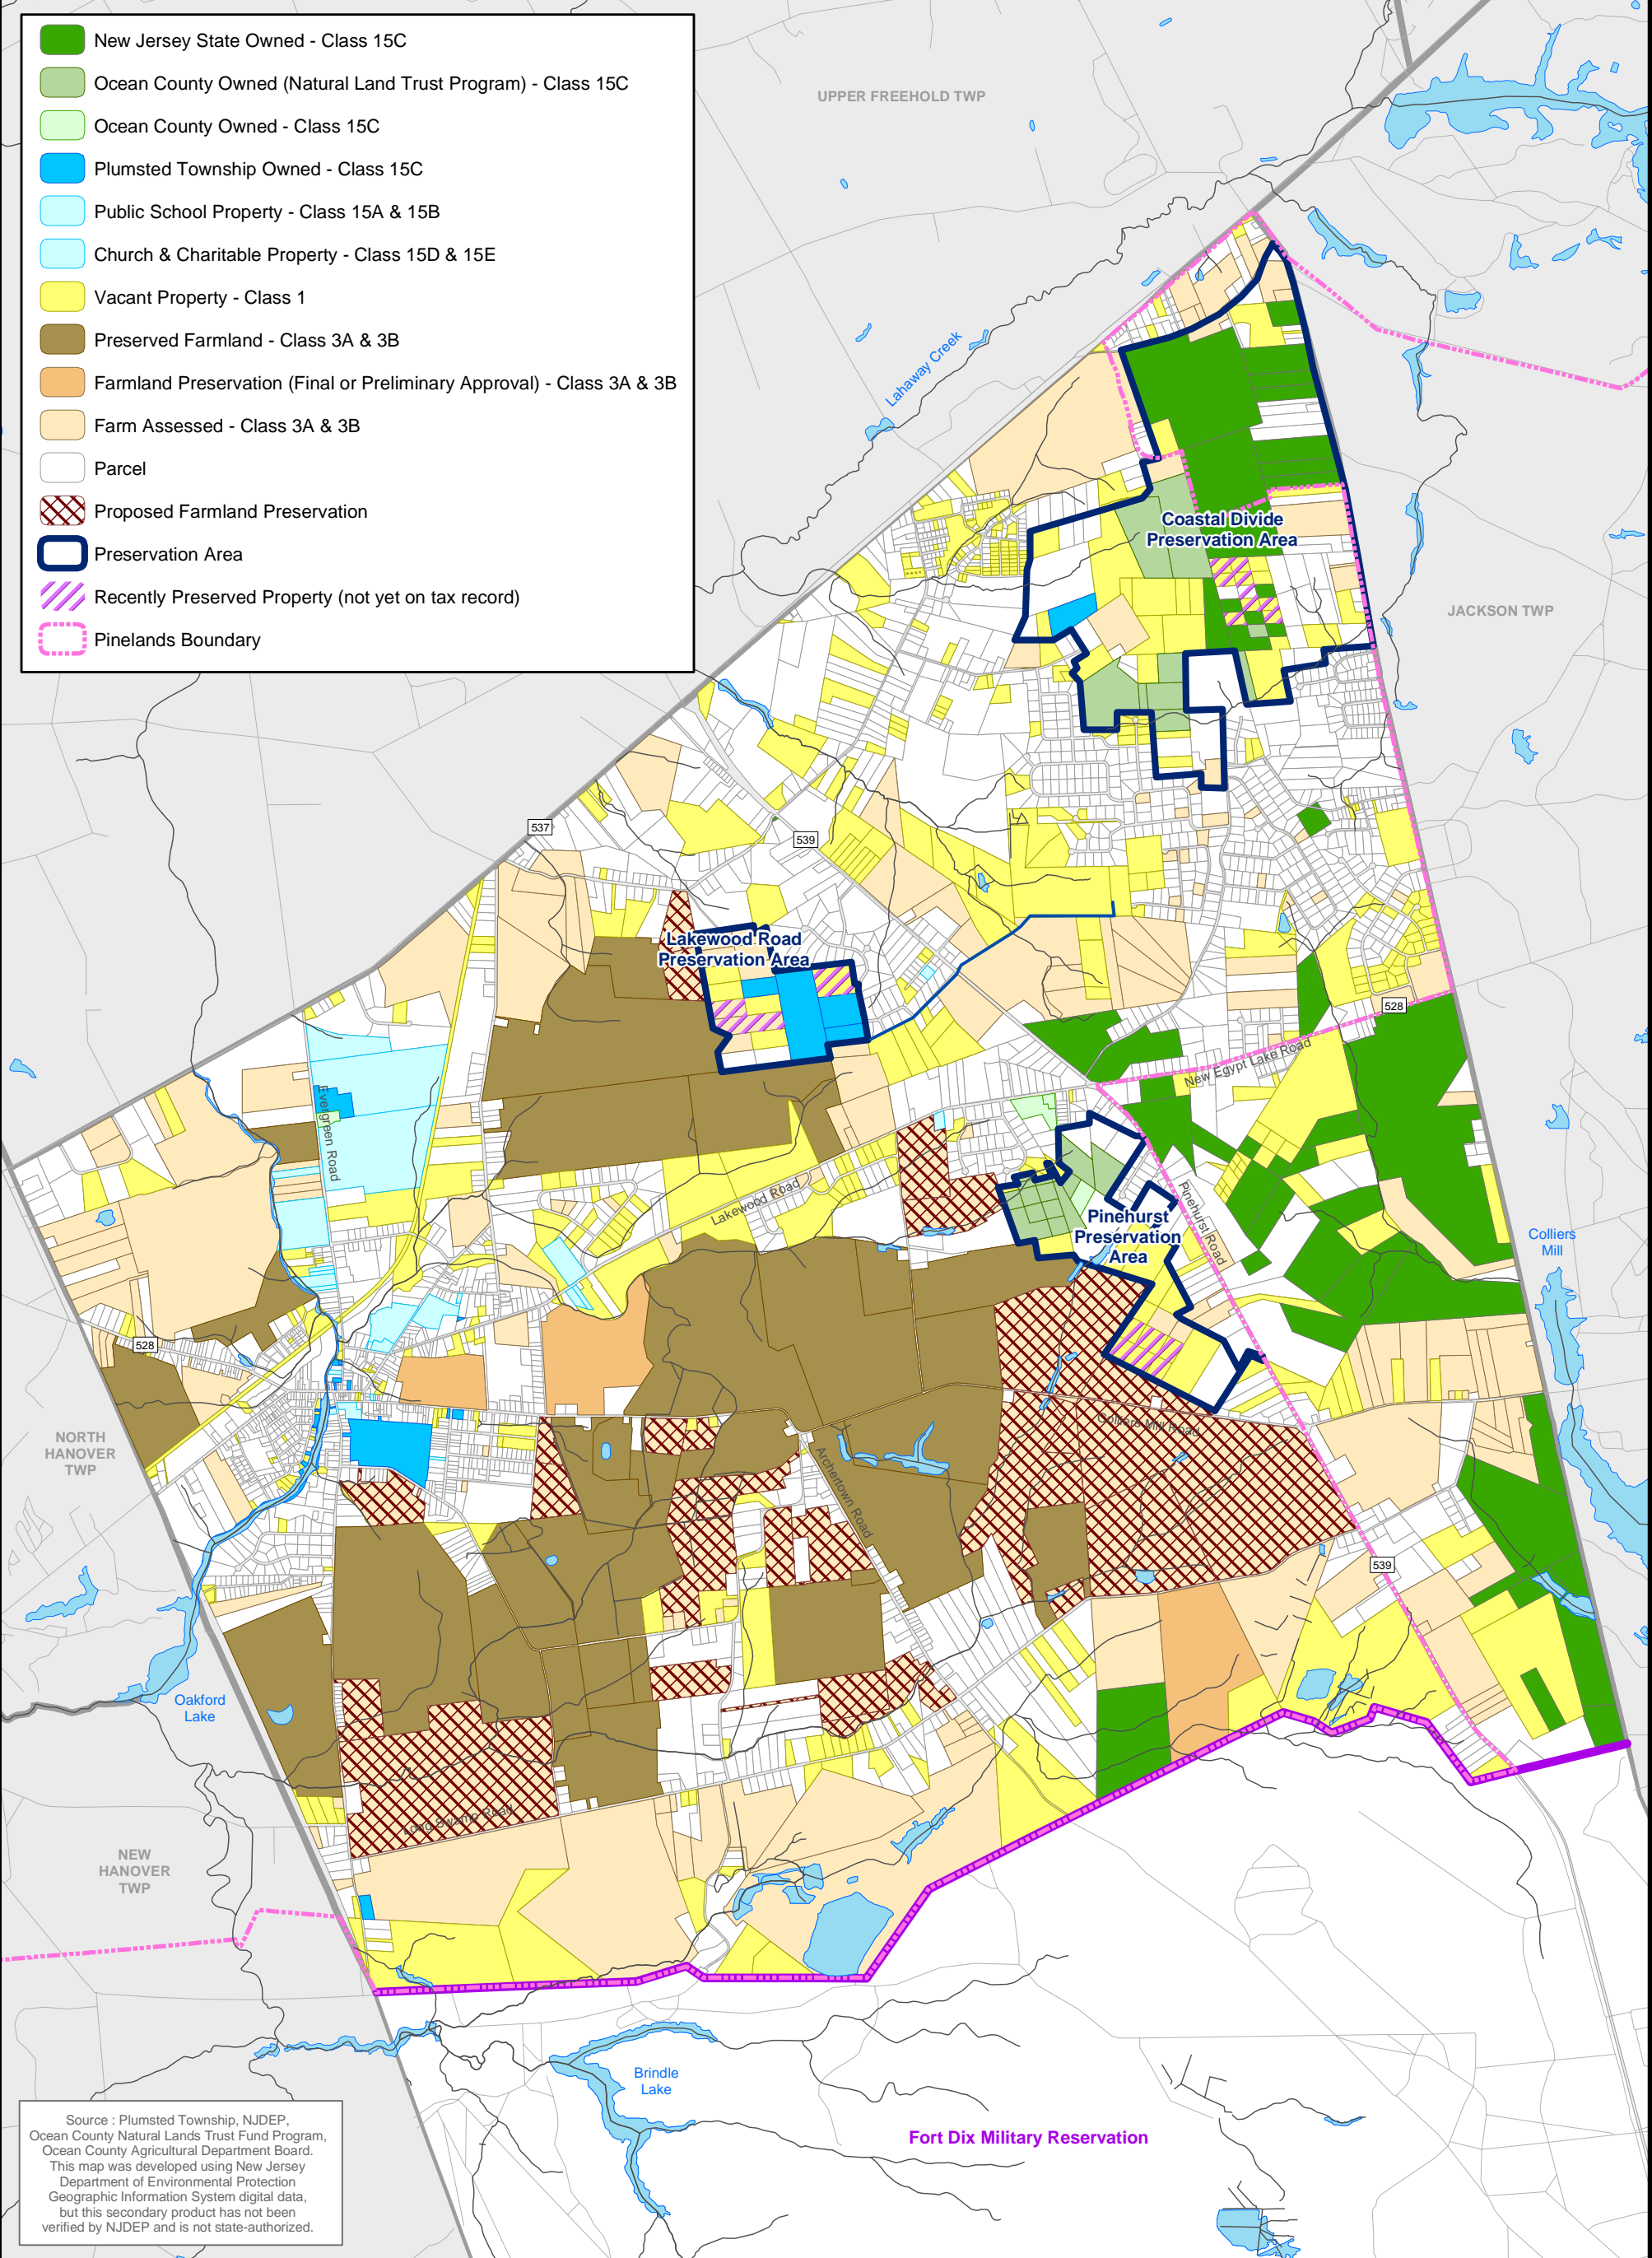 New Jersey State Owned - Class 15C
Ocean County Owned (Natural Land Trust Program) - Class 15C
Ocean County Owned - Class 15C
Plumsted Township Owned - Class 15C
Public School Property - Class 15A & 15B
Church & Charitable Property - Class 15D & 15E
Vacant Property - Class 1
Preserved Farmland - Class 3A & 3B
Farmland Preservation (Final or Preliminary Approval) - Class 3A & 3B
Farm Assessed - Class 3A & 3B
Parcel
Proposed Farmland Preservation
Preservation Area
Recently Preserved Property (not yet on tax record)
Pinelands Boundary
UPPER FREEHOLD TWP
Lahaway Creek
Coastal Divide
Preservation Area
JACKSON TWP
537
539
Lakewood Road
Preservation Area
528
New Egypt Lake Road
Evergreen Road
Lakewood Road
Pinehurst Road
Pinehurst
Preservation
Area
Colliers
Mill
528
NORTH
HANOVER
TWP
Colliers Mill Road
Archertown Road
539
Oakford
Lake
Long Swamp Road
NEW
HANOVER
TWP
Brindle
Lake
Fort Dix Military Reservation
Source : Plumsted Township, NJDEP,
Ocean County Natural Lands Trust Fund Program,
Ocean County Agricultural Department Board.
This map was developed using New Jersey
Department of Environmental Protection
Geographic Information System digital data,
but this secondary product has not been
verified by NJDEP and is not state-authorized.